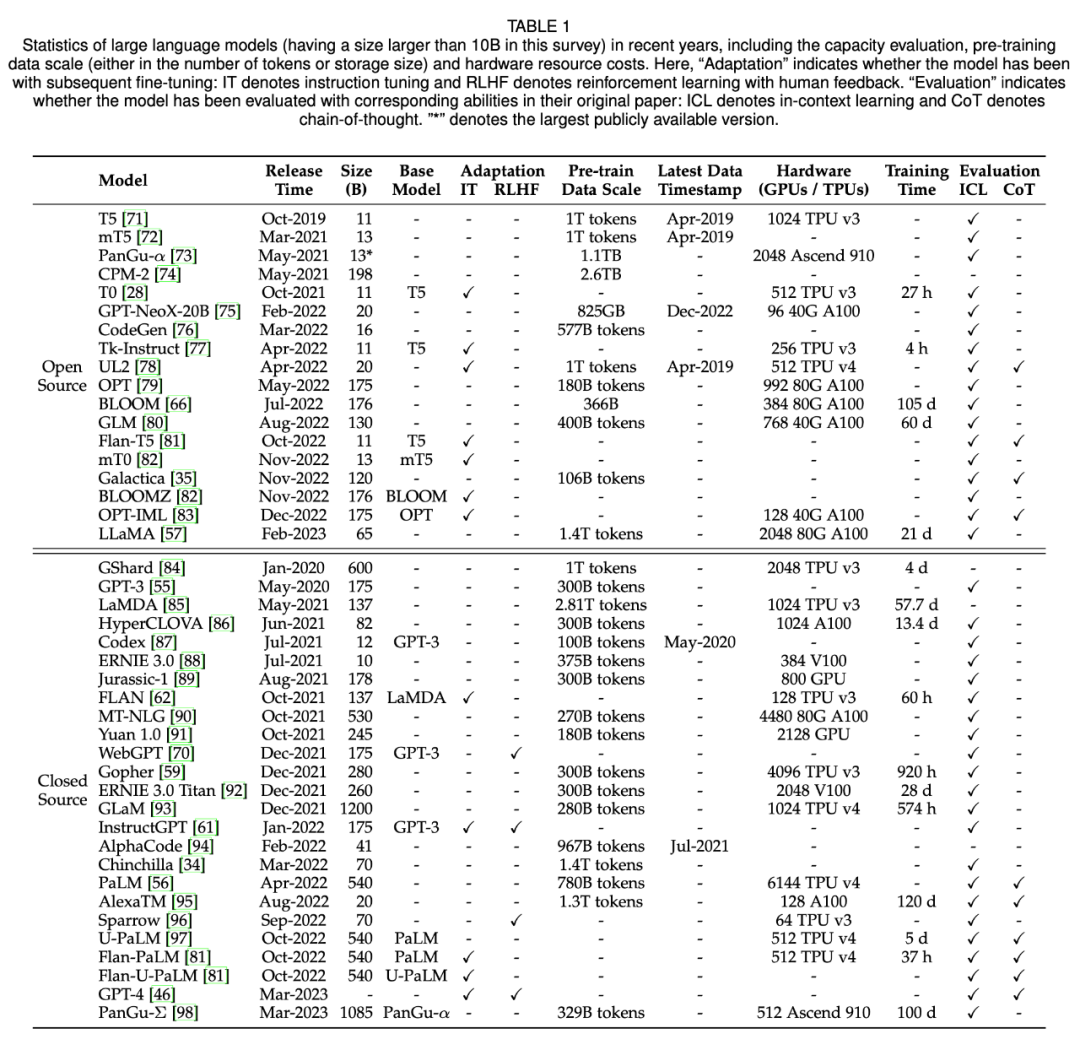 TABLE 1
Statistics of large language models (having a size larger than 10B in this survey) in recent years, including the capacity evaluation, pre-training
data scale (either in the number of tokens or storage size) and hardware resource costs. Here, “Adaptation” indicates whether the model has been
with subsequent fine-tuning: IT denotes instruction tuning and RLHF denotes reinforcement learning with human feedback. “Evaluation” indicates
whether the model has been evaluated with corresponding abilities in their original paper: ICL denotes in-context learning and CoT denotes
chain-of-thought. ”*” denotes the largest publicly available version.
Model Release Time Size (B) Base Model Adaptation IT RLHF Pre-train Data Scale Latest Data Timestamp Hardware (GPUs / TPUs) Training Time Evaluation ICL CoT
Open Source
T5 [71] Oct-2019 11 - - - 1T tokens Apr-2019 1024 TPU v3 - ✓ -
mT5 [72] Mar-2021 13 - - - 1T tokens Apr-2019 - - ✓ -
PanGu-α [73] May-2021 13* - - - 1.1TB - 2048 Ascend 910 - ✓ -
CPM-2 [74] May-2021 198 - - - 2.6TB - - - - -
T0 [28] Oct-2021 11 T5 ✓ - - - 512 TPU v3 27 h ✓ -
GPT-NeoX-20B [75] Feb-2022 20 - - - 825GB Dec-2022 96 40G A100 - ✓ -
CodeGen [76] Mar-2022 16 - - - 577B tokens - - - ✓ -
Tk-Instruct [77] Apr-2022 11 T5 ✓ - - - 256 TPU v3 4 h ✓ -
UL2 [78] Apr-2022 20 - ✓ - 1T tokens Apr-2019 512 TPU v4 - ✓ ✓
OPT [79] May-2022 175 - - - 180B tokens - 992 80G A100 - ✓ -
BLOOM [66] Jul-2022 176 - - - 366B - 384 80G A100 105 d ✓ -
GLM [80] Aug-2022 130 - - - 400B tokens - 768 40G A100 60 d ✓ -
Flan-T5 [81] Oct-2022 11 T5 ✓ - - - - - ✓ ✓
mT0 [82] Nov-2022 13 mT5 ✓ - - - - - ✓ -
Galactica [35] Nov-2022 120 - - - 106B tokens - - - ✓ ✓
BLOOMZ [82] Nov-2022 176 BLOOM ✓ - - - - - ✓ -
OPT-IML [83] Dec-2022 175 OPT ✓ - - - 128 40G A100 - ✓ ✓
LLaMA [57] Feb-2023 65 - - - 1.4T tokens - 2048 80G A100 21 d ✓ -
Closed Source
GShard [84] Jan-2020 600 - - - 1T tokens - 2048 TPU v3 4 d - -
GPT-3 [55] May-2020 175 - - - 300B tokens - - - ✓ -
LaMDA [85] May-2021 137 - - - 2.81T tokens - 1024 TPU v3 57.7 d - -
HyperCLOVA [86] Jun-2021 82 - - - 300B tokens - 1024 A100 13.4 d ✓ -
Codex [87] Jul-2021 12 GPT-3 - - 100B tokens May-2020 - - ✓ -
ERNIE 3.0 [88] Jul-2021 10 - - - 375B tokens - 384 V100 - ✓ -
Jurassic-1 [89] Aug-2021 178 - - - 300B tokens - 800 GPU - ✓ -
FLAN [62] Oct-2021 137 LaMDA ✓ - - - 128 TPU v3 60 h ✓ -
MT-NLG [90] Oct-2021 530 - - - 270B tokens - 4480 80G A100 - ✓ -
Yuan 1.0 [91] Oct-2021 245 - - - 180B tokens - 2128 GPU - ✓ -
WebGPT [70] Dec-2021 175 GPT-3 - ✓ - - - - ✓ -
Gopher [59] Dec-2021 280 - - - 300B tokens - 4096 TPU v3 920 h ✓ -
ERNIE 3.0 Titan [92] Dec-2021 260 - - - 300B tokens - 2048 V100 28 d ✓ -
GLaM [93] Dec-2021 1200 - - - 280B tokens - 1024 TPU v4 574 h ✓ -
InstructGPT [61] Jan-2022 175 GPT-3 ✓ ✓ - - - - ✓ -
AlphaCode [94] Feb-2022 41 - - - 967B tokens Jul-2021 - - - -
Chinchilla [34] Mar-2022 70 - - - 1.4T tokens - - - ✓ -
PaLM [56] Apr-2022 540 - - - 780B tokens - 6144 TPU v4 - ✓ ✓
AlexaTM [95] Aug-2022 20 - - - 1.3T tokens - 128 A100 120 d ✓ ✓
Sparrow [96] Sep-2022 70 - - ✓ - - 64 TPU v3 - ✓ -
U-PaLM [97] Oct-2022 540 PaLM - - - - 512 TPU v4 5 d ✓ ✓
Flan-PaLM [81] Oct-2022 540 PaLM ✓ - - - 512 TPU v4 37 h ✓ ✓
Flan-U-PaLM [81] Oct-2022 540 U-PaLM ✓ - - - - - ✓ ✓
GPT-4 [46] Mar-2023 - - ✓ ✓ - - - - ✓ ✓
PanGu-Σ [98] Mar-2023 1085 PanGu-α - - 329B tokens - 512 Ascend 910 100 d ✓ -